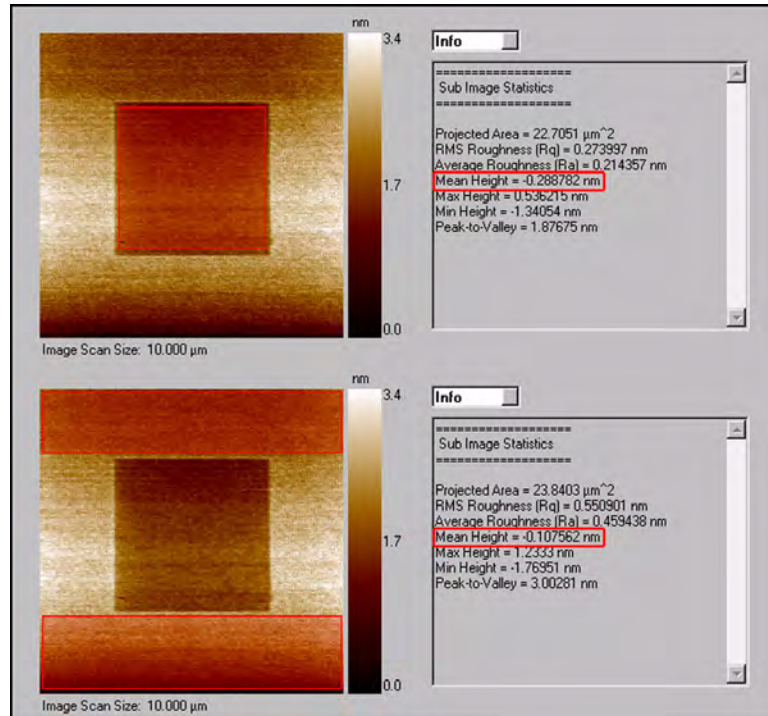 nm
3.4
1.7
0.0
Image Scan Size: 10.000 µm
Info
===================
Sub Image Statistics
===================
Projected Area = 22.7051 µm^2
RMS Roughness (Rq) = 0.273997 nm
Average Roughness (Ra) = 0.214357 nm
Mean Height = -0.288782 nm
Max Height = 0.536215 nm
Min Height = -1.34054 nm
Peak-to-Valley = 1.87675 nm
nm
3.4
1.7
0.0
Image Scan Size: 10.000 µm
Info
===================
Sub Image Statistics
===================
Projected Area = 23.8403 µm^2
RMS Roughness (Rq) = 0.550901 nm
Average Roughness (Ra) = 0.459438 nm
Mean Height = -0.107562 nm
Max Height = 1.2333 nm
Min Height = -1.76951 nm
Peak-to-Valley = 3.00281 nm